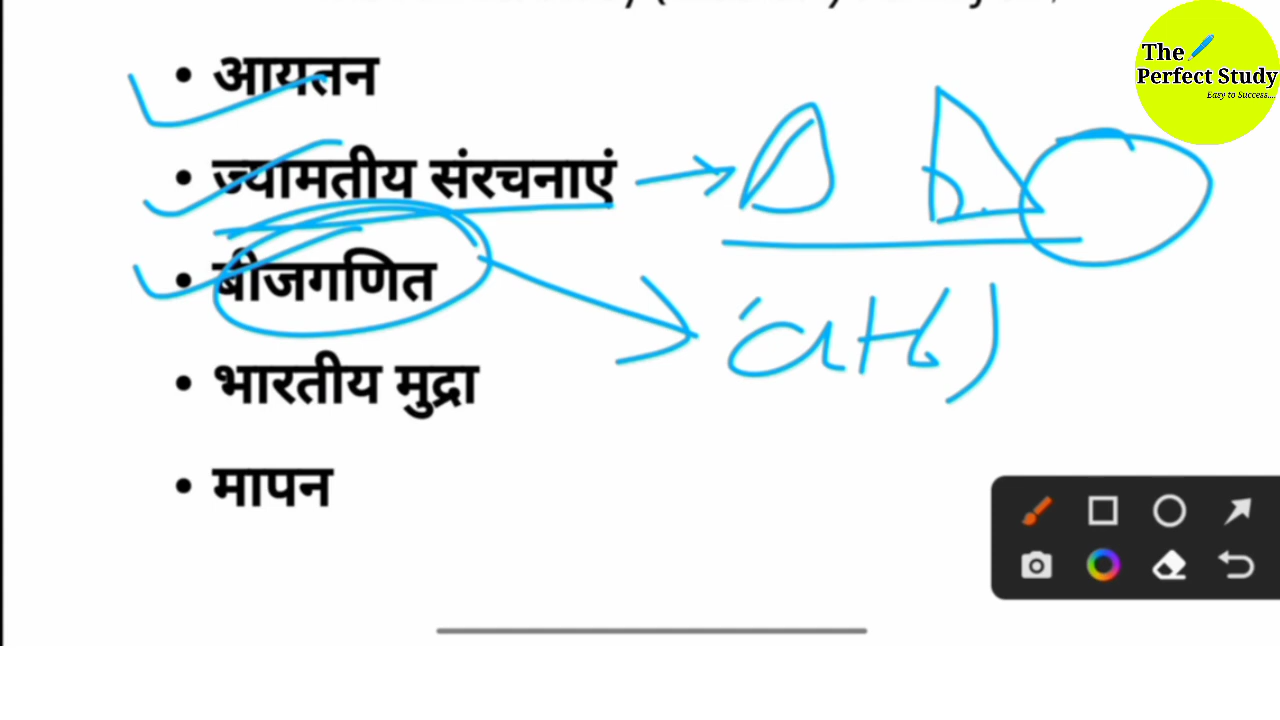 The
Perfect Study
Easy to Success....
• आयतन
• ज्यामतीय संरचनाएं
• बीजगणित
(a+b)
• भारतीय मुद्रा
• मापन